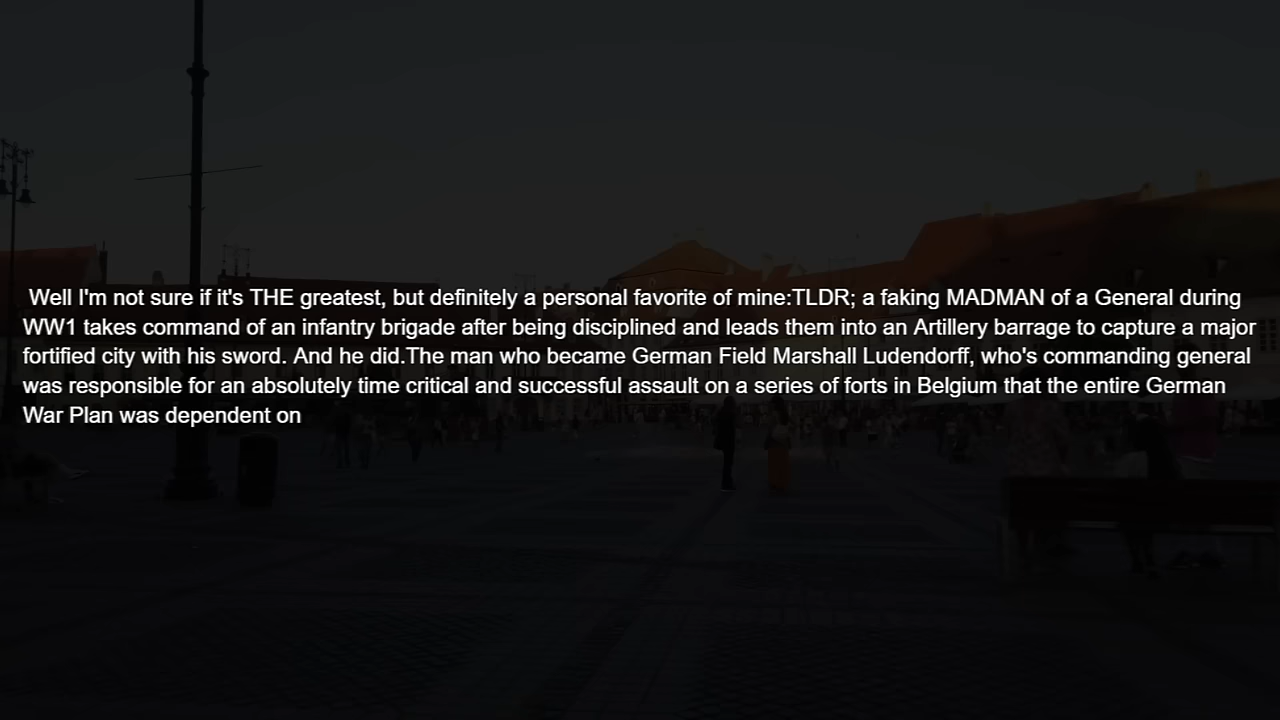 Well I'm not sure if it's THE greatest, but definitely a personal favorite of mine:TLDR; a faking MADMAN of a General during
WW1 takes command of an infantry brigade after being disciplined and leads them into an Artillery barrage to capture a major
fortified city with his sword. And he did.The man who became German Field Marshall Ludendorff, who's commanding general
was responsible for an absolutely time critical and successful assault on a series of forts in Belgium that the entire German
War Plan was dependent on